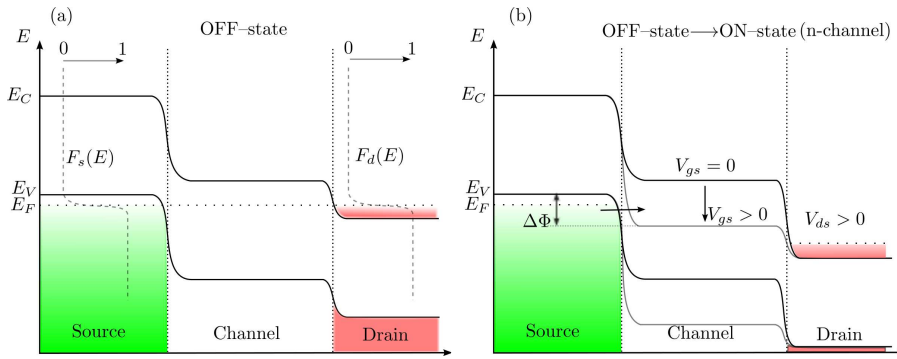 (a)
OFF–state
E
0 1
0 1
E_C
F_s(E)
F_d(E)
E_V
E_F
Source
Channel
Drain
(b)
OFF–state⟶ON–state (n-channel)
E
E_C
V_gs = 0
E_V
E_F
ΔΦ
V_gs > 0
V_ds > 0
Source
Channel
Drain